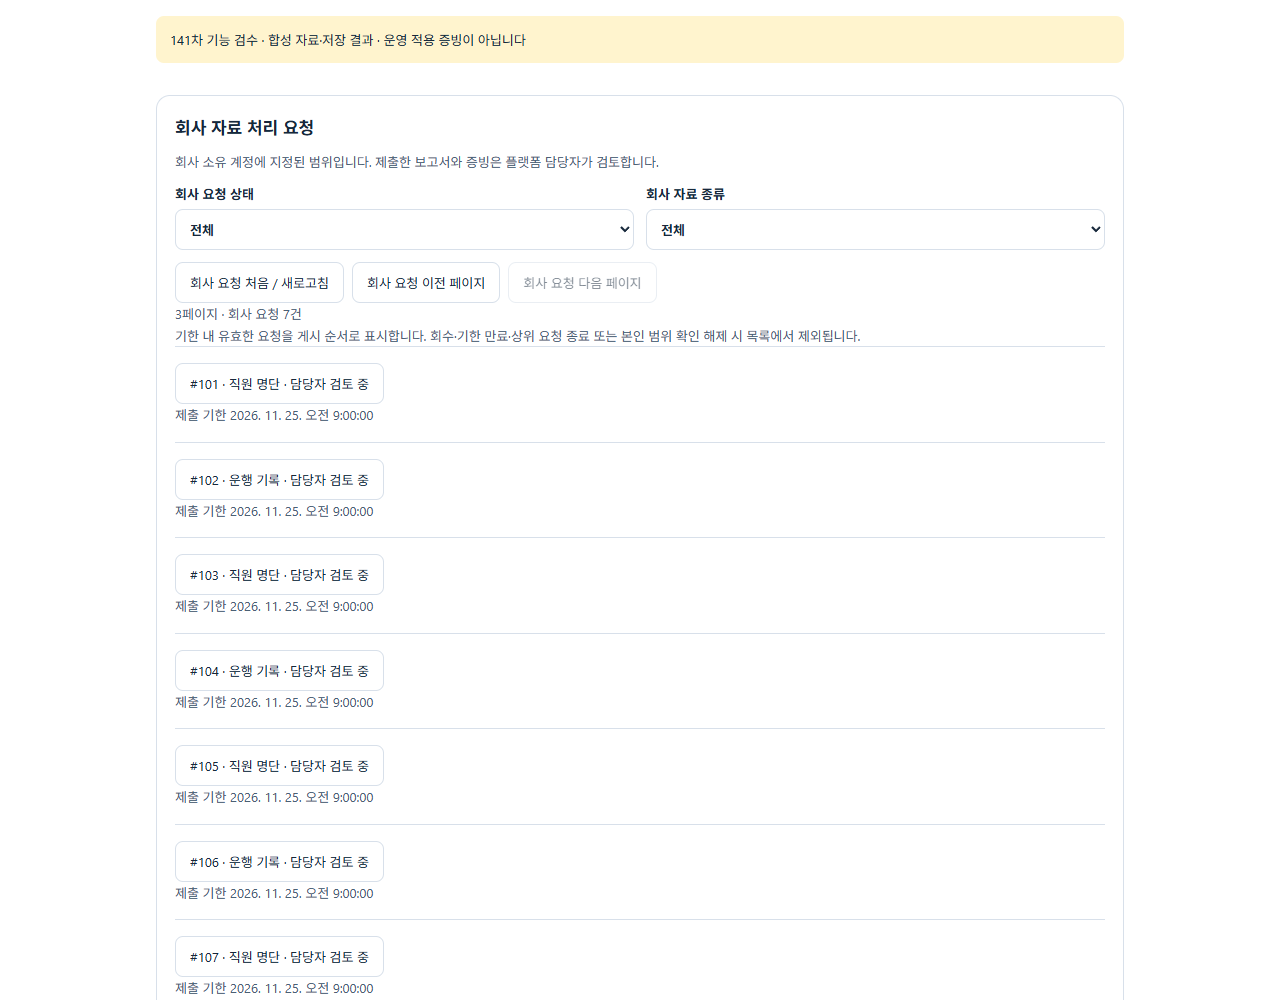 141차 기능 검수 · 합성 자료·저장 결과 · 운영 적용 증빙이 아닙니다
회사 자료 처리 요청
회사 소유 계정에 지정된 범위입니다. 제출한 보고서와 증빙은 플랫폼 담당자가 검토합니다.
회사 요청 상태
회사 자료 종류
전체
전체
회사 요청 처음 / 새로고침
회사 요청 이전 페이지
회사 요청 다음 페이지
3페이지 · 회사 요청 7건
기한 내 유효한 요청을 게시 순서로 표시합니다. 회수·기한 만료·상위 요청 종료 또는 본인 범위 확인 해제 시 목록에서 제외됩니다.
#101 · 직원 명단 · 담당자 검토 중
제출 기한 2026. 11. 25. 오전 9:00:00
#102 · 운행 기록 · 담당자 검토 중
제출 기한 2026. 11. 25. 오전 9:00:00
#103 · 직원 명단 · 담당자 검토 중
제출 기한 2026. 11. 25. 오전 9:00:00
#104 · 운행 기록 · 담당자 검토 중
제출 기한 2026. 11. 25. 오전 9:00:00
#105 · 직원 명단 · 담당자 검토 중
제출 기한 2026. 11. 25. 오전 9:00:00
#106 · 운행 기록 · 담당자 검토 중
제출 기한 2026. 11. 25. 오전 9:00:00
#107 · 직원 명단 · 담당자 검토 중
제출 기한 2026. 11. 25. 오전 9:00:00